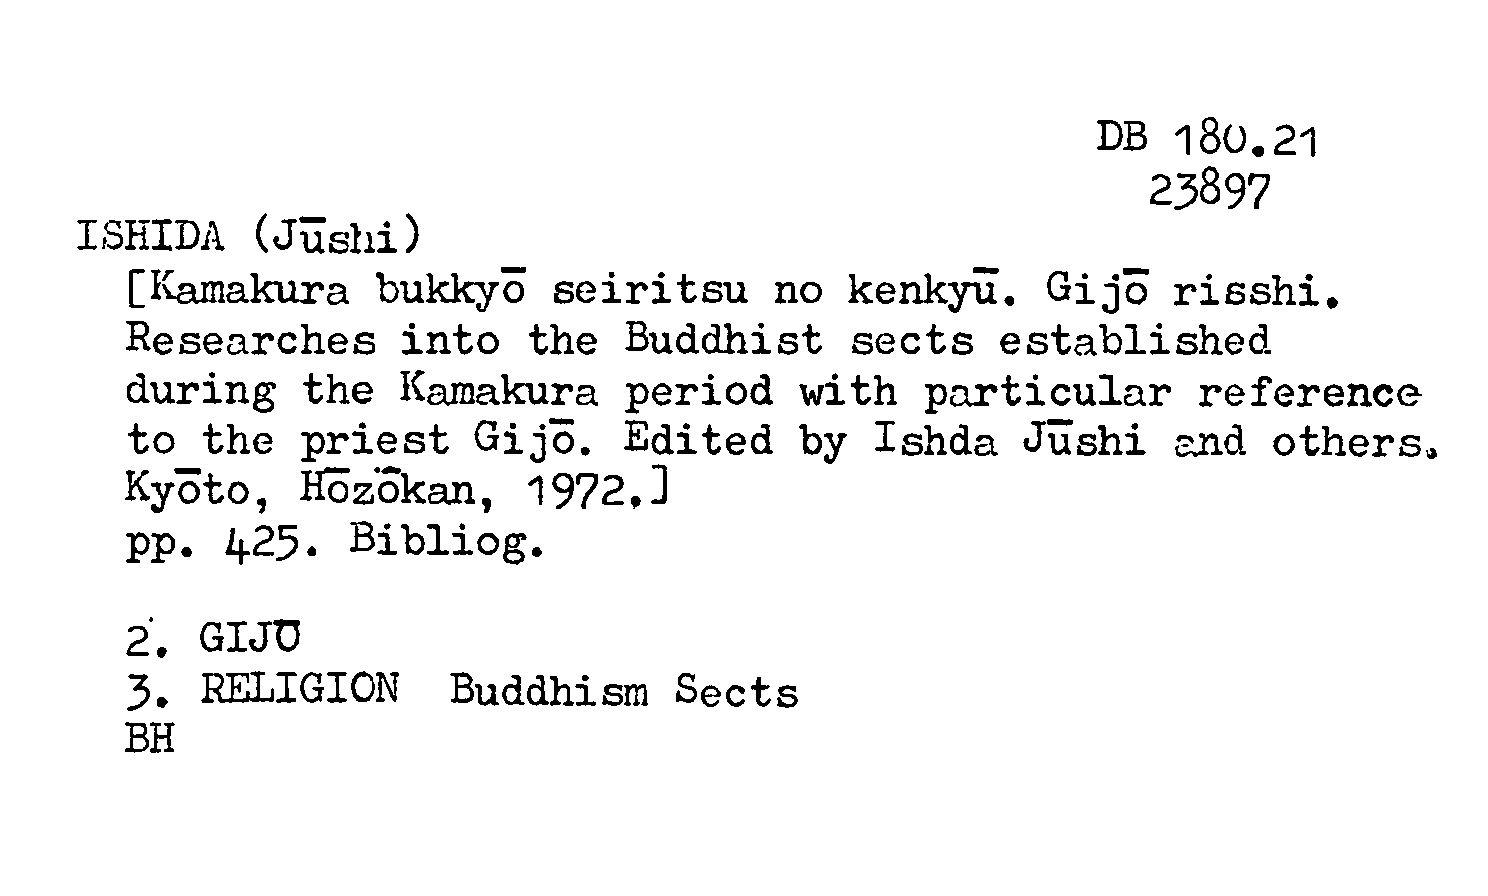 DB 180.21
23897
ISHIDA (Jūshi)
[Kamakura bukkyō seiritsu no kenkyū. Gijō risshi.
Researches into the Buddhist sects established
during the Kamakura period with particular reference
to the priest Gijō. Edited by Ishda Jūshi and others.
Kyōto, Hōzōkan, 1972.]
pp. 425. Bibliog.
2. GIJŌ
3. RELIGION Buddhism Sects
BH